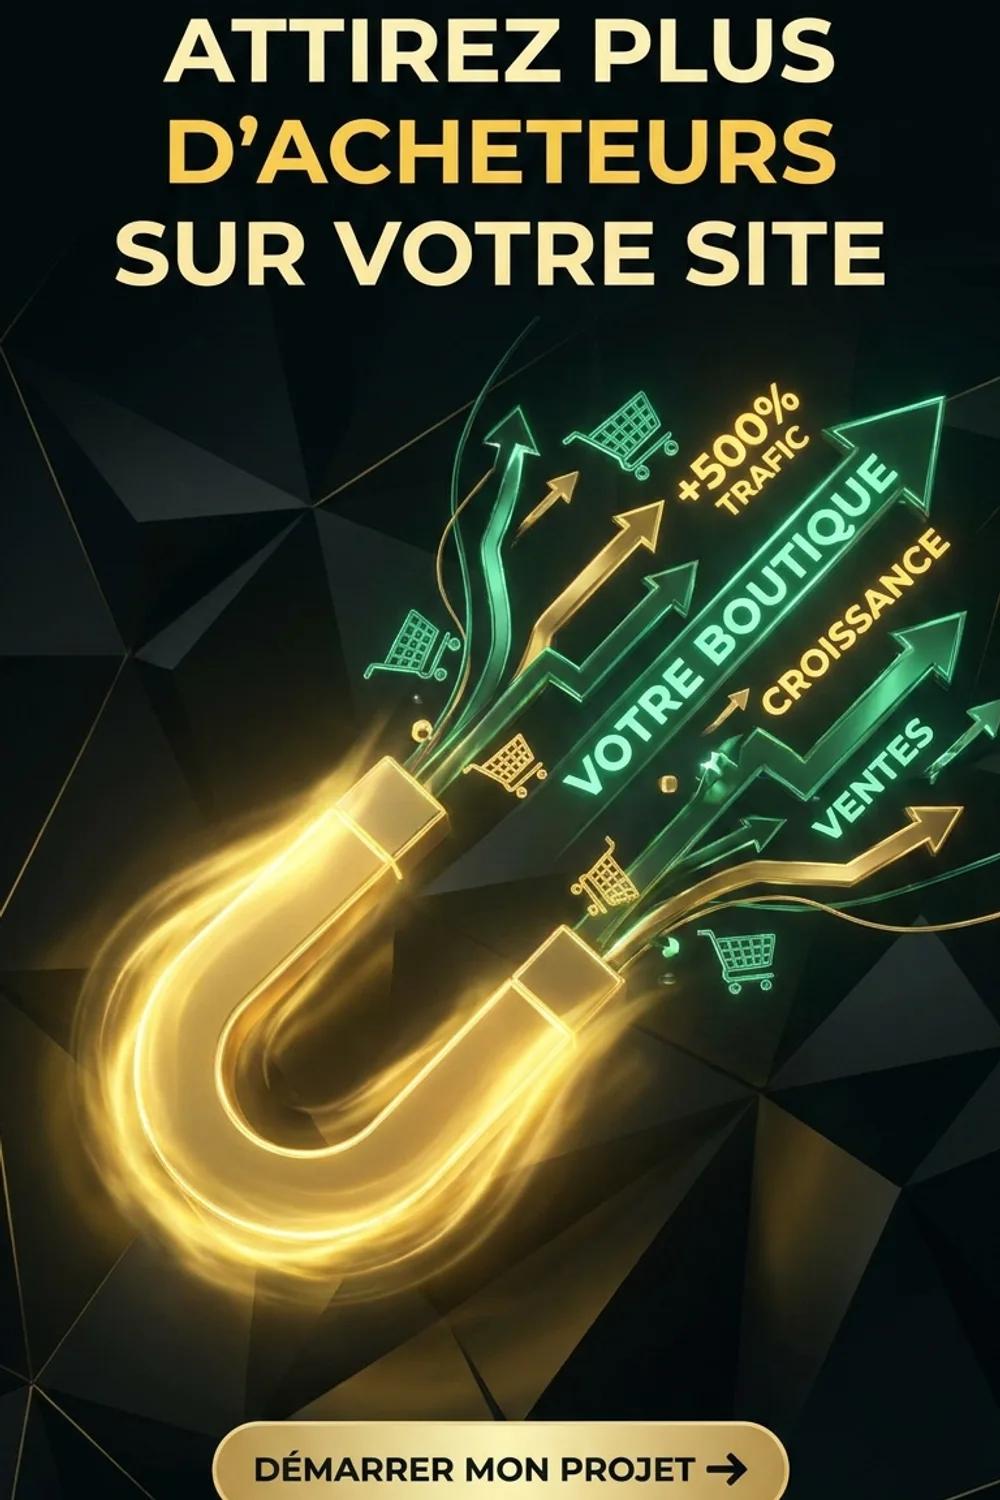 ATTIREZ PLUS
D’ACHETEURS
SUR VOTRE SITE
+500%
TRAFIC
VOTRE BOUTIQUE
CROISSANCE
VENTES
DÉMARRER MON PROJET →